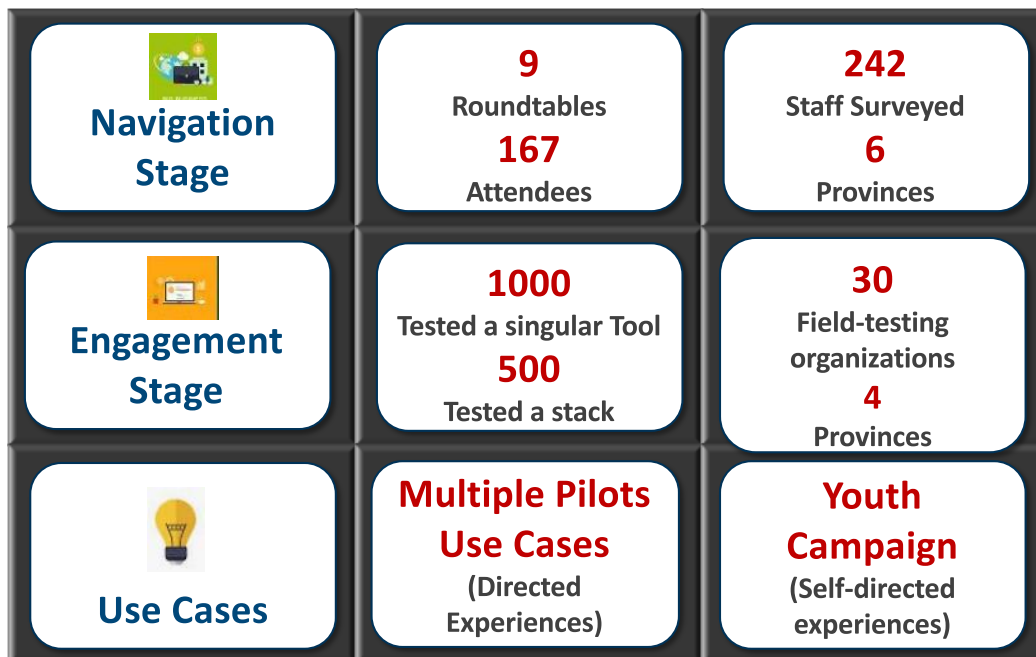 Navigation
Stage
9
Roundtables
167
Attendees
242
Staff Surveyed
6
Provinces
Engagement
Stage
1000
Tested a singular Tool
500
Tested a stack
30
Field-testing
organizations
4
Provinces
Use Cases
Multiple Pilots
Use Cases
(Directed
Experiences)
Youth
Campaign
(Self-directed
experiences)